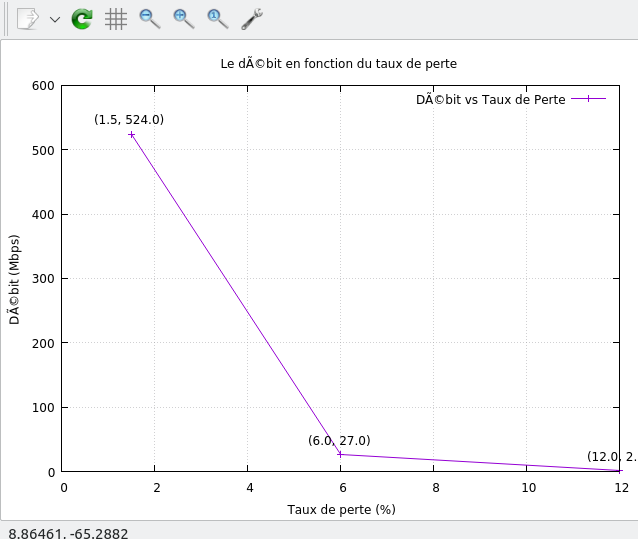 Le dÃ©bit en fonction du taux de perte
600
DÃ©bit vs Taux de Perte
(1.5, 524.0)
500
400
300
DÃ©bit (Mbps)
200
100
(6.0, 27.0)
(12.0, 2.
0
0 2 4 6 8 10 12
Taux de perte (%)
8.86461, -65.2882